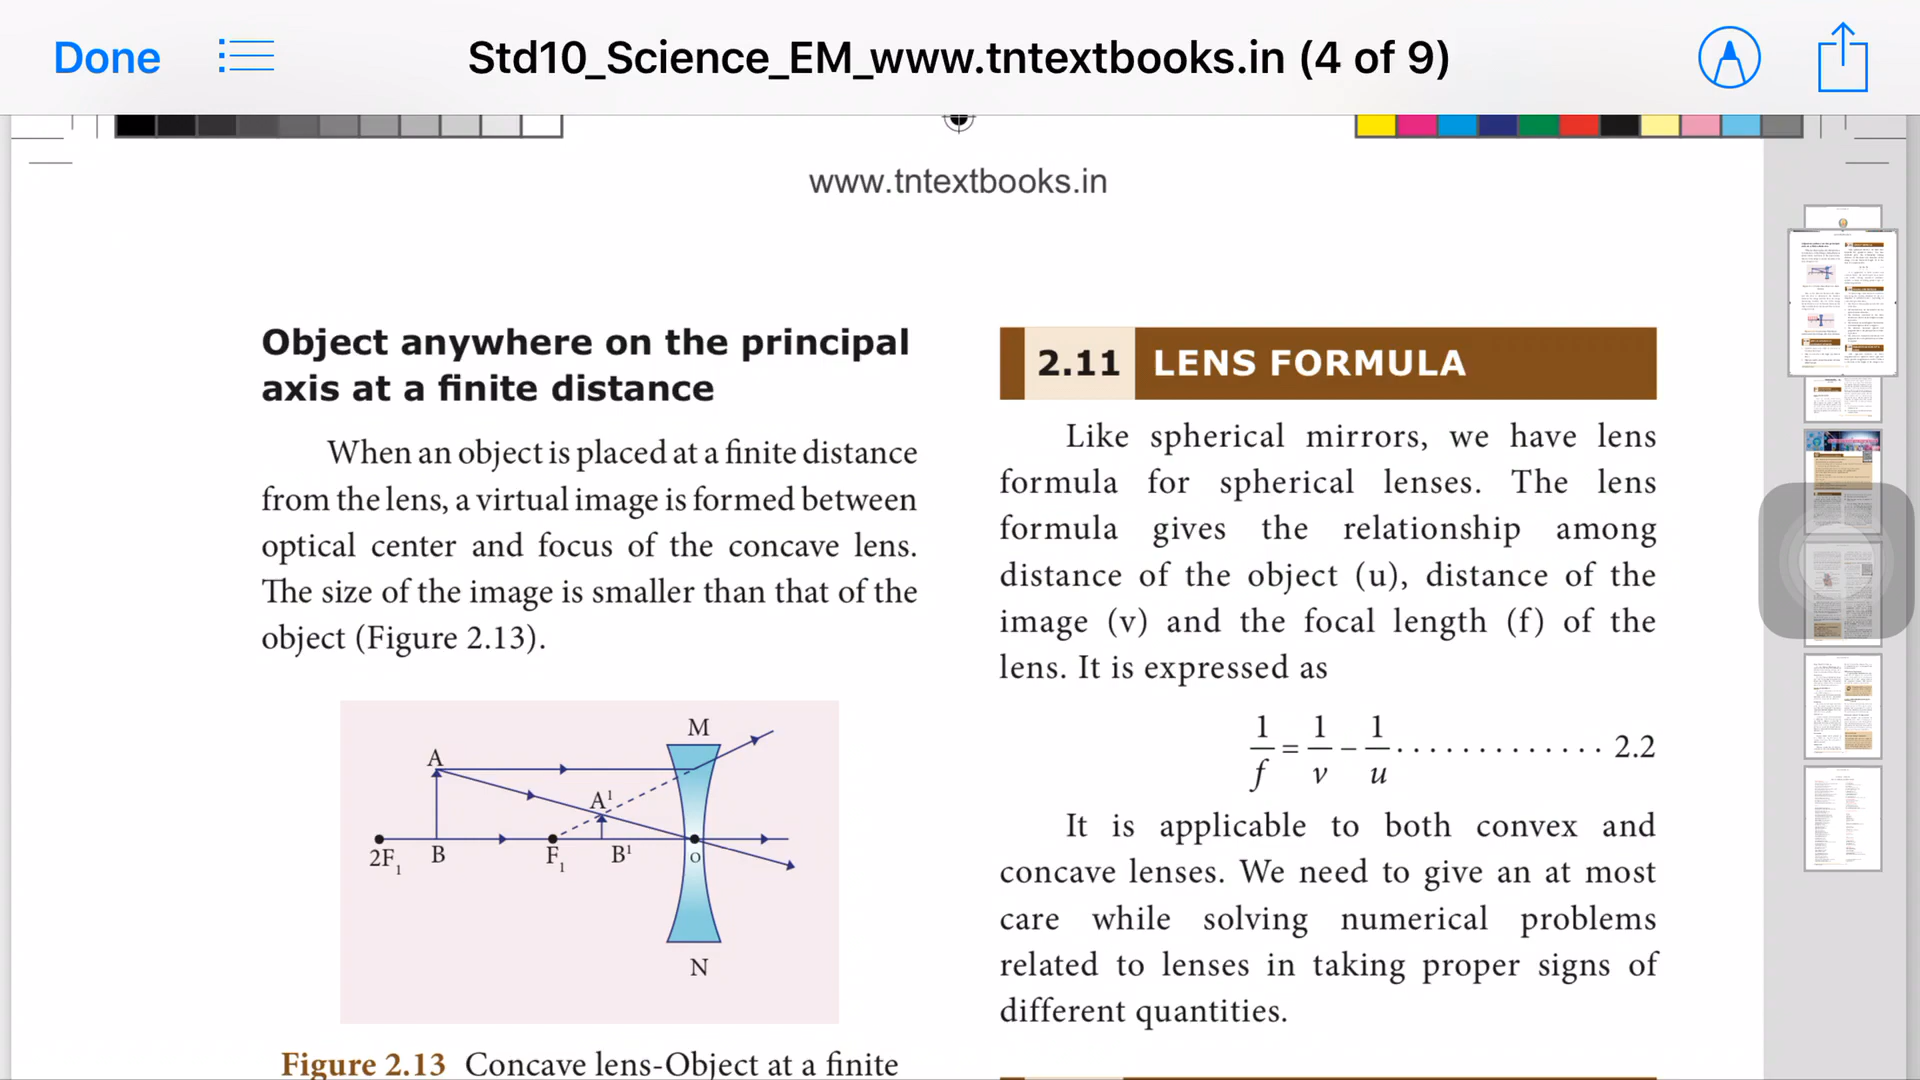 Done
Std10_Science_EM_www.tntextbooks.in (4 of 9)
www.tntextbooks.in
Object anywhere on the principal
axis at a finite distance
When an object is placed at a finite distance
from the lens, a virtual image is formed between
optical center and focus of the concave lens.
The size of the image is smaller than that of the
object (Figure 2.13).
M
A
A¹
2F₁ B F₁ B¹ o
N
Figure 2.13 Concave lens-Object at a finite
2.11 LENS FORMULA
Like spherical mirrors, we have lens
formula for spherical lenses. The lens
formula gives the relationship among
distance of the object (u), distance of the
image (v) and the focal length (f) of the
lens. It is expressed as
1/f = 1/v − 1/u ............. 2.2
It is applicable to both convex and
concave lenses. We need to give an at most
care while solving numerical problems
related to lenses in taking proper signs of
different quantities.